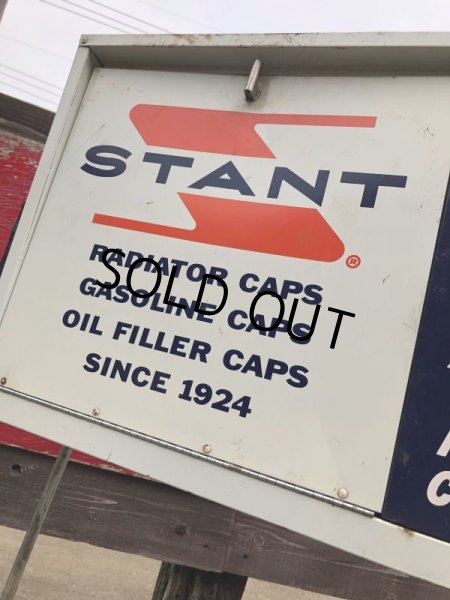 STANT®
RADIATOR CAPS
GASOLINE CAPS
OIL FILLER CAPS
SINCE 1924
SOLD OUT